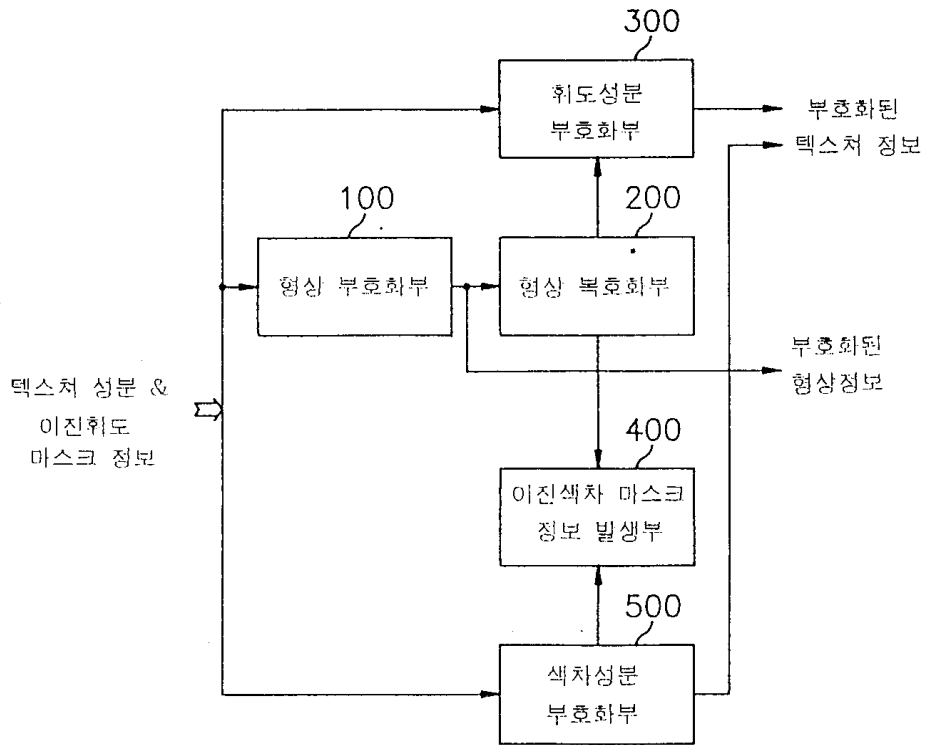 300
휘도성분
부호화부
부호화된
텍스쳐 정보
100
200
형상 부호화부
형상 복호화부
부호화된
형상정보
텍스쳐 성분 &
이진휘도
마스크 정보
400
이진색차 마스크
정보 발생부
500
색차성분
부호화부